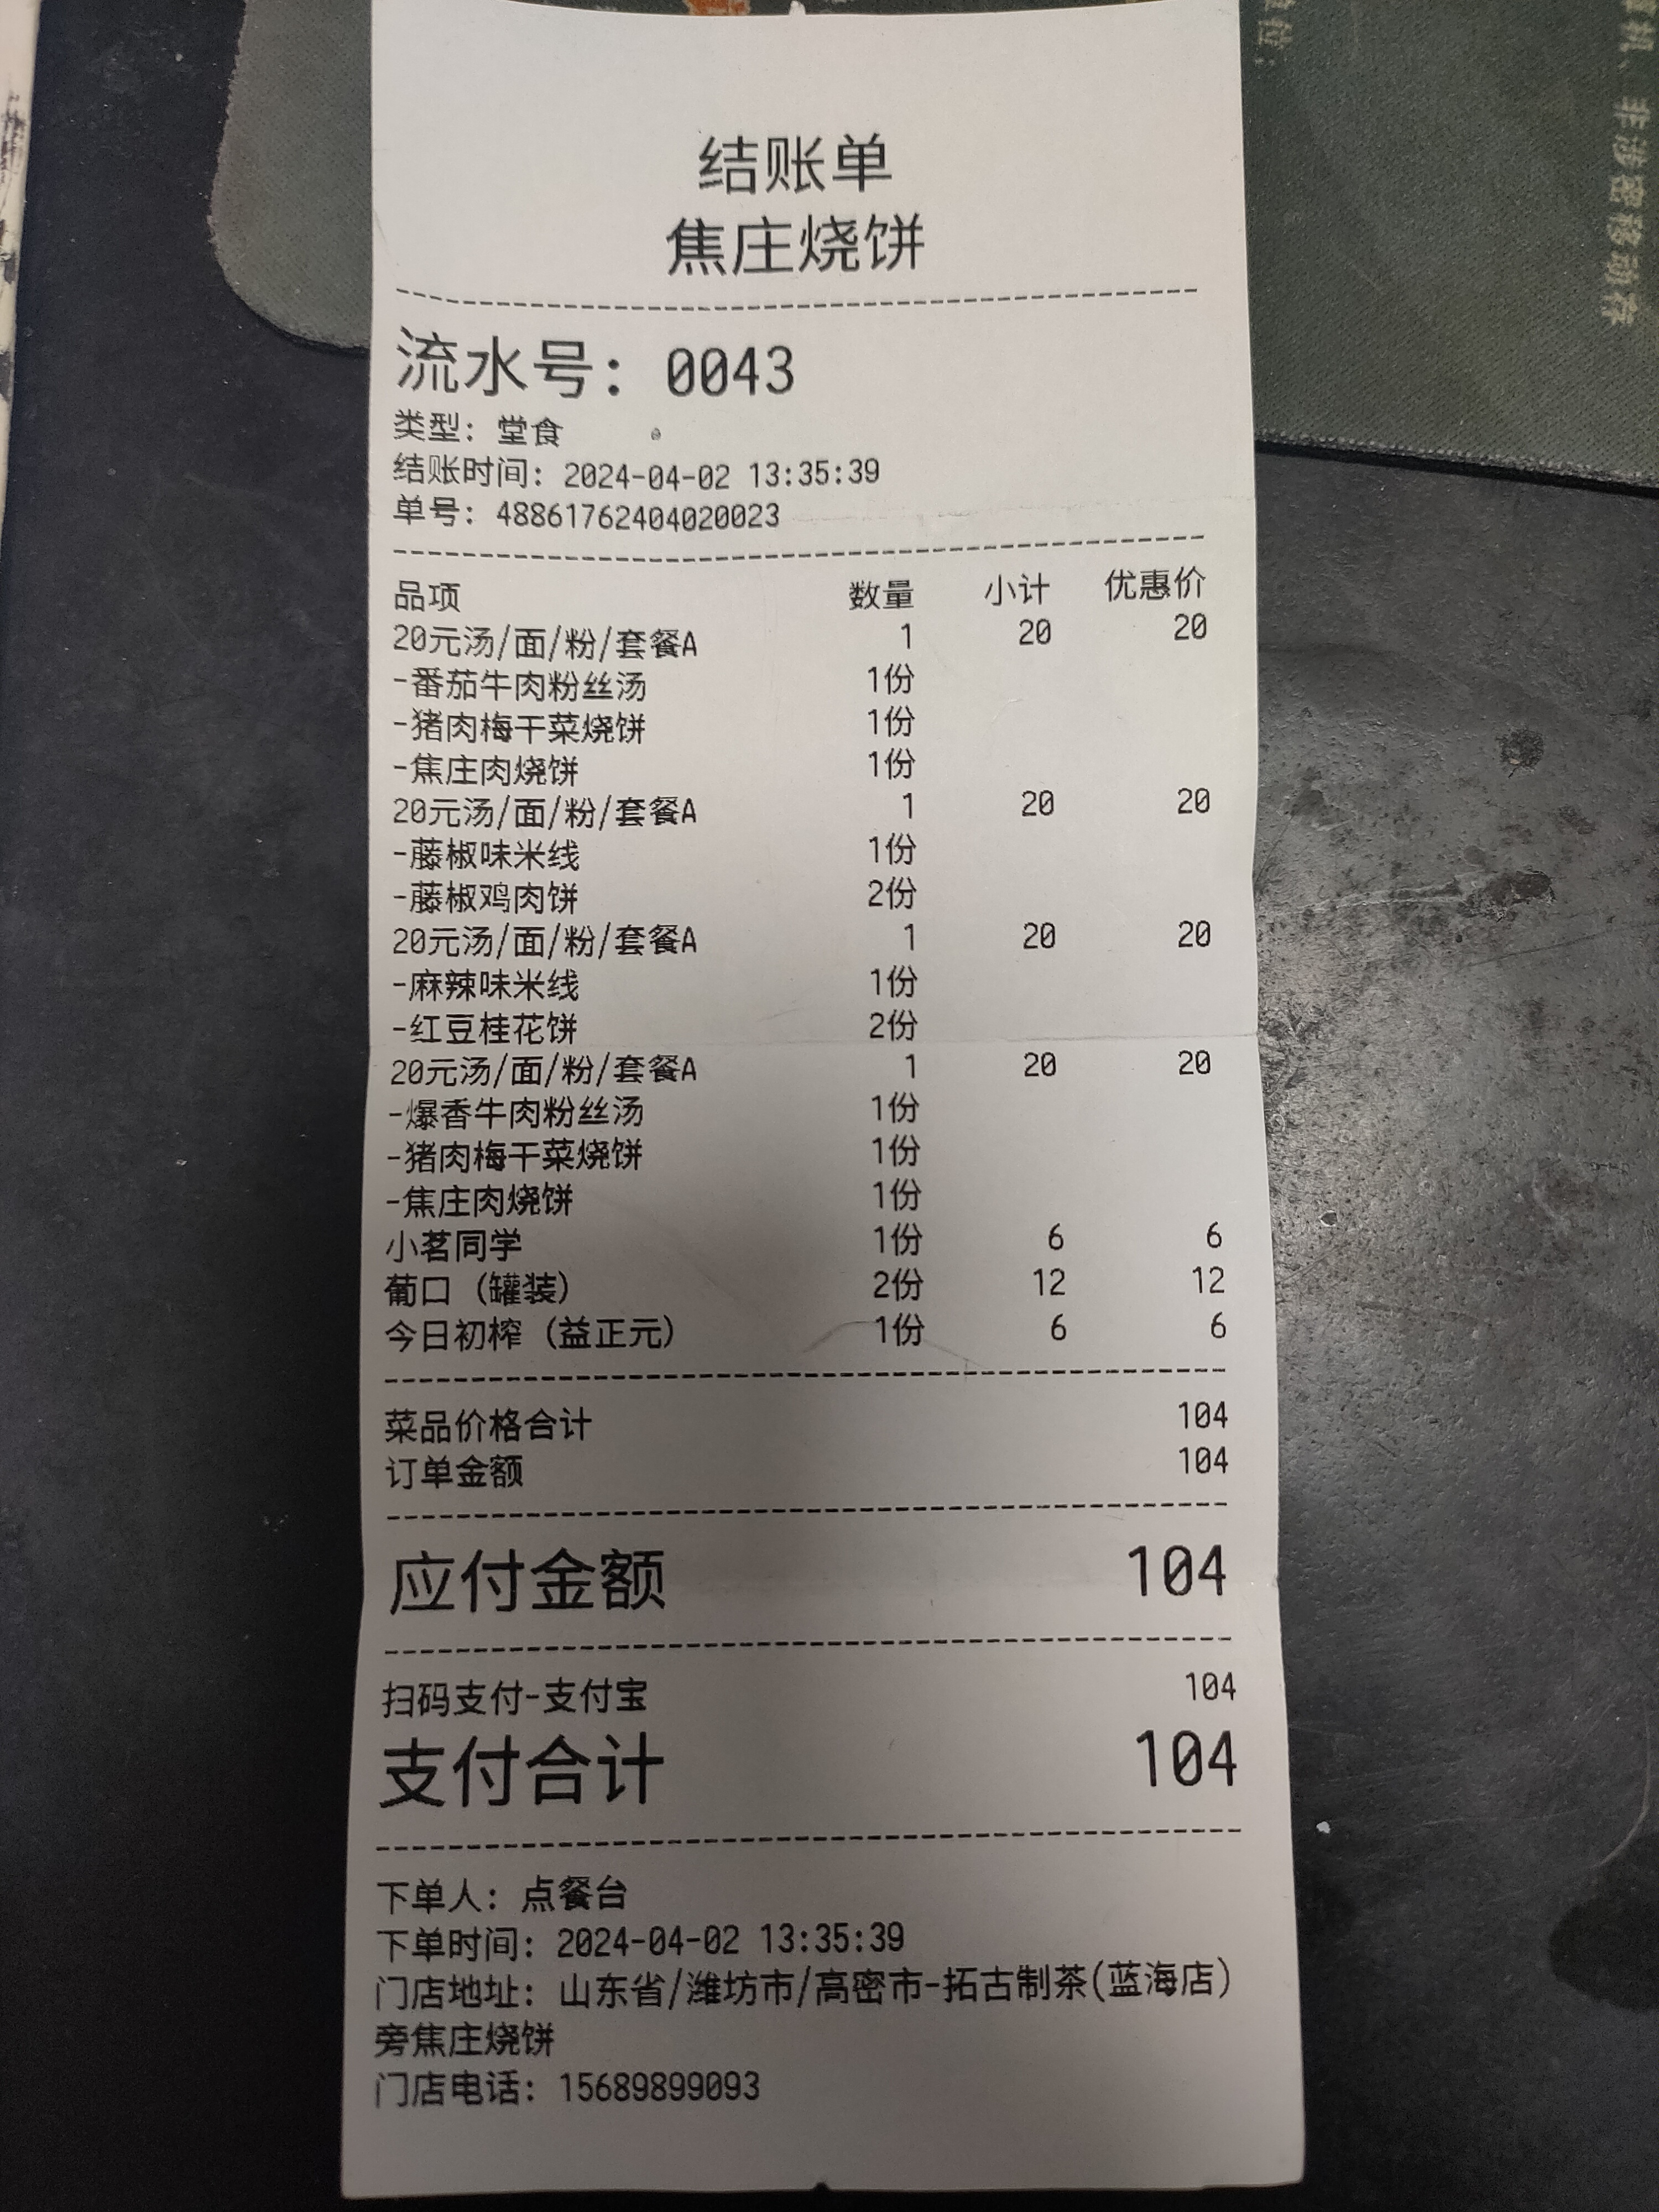 结账单
焦庄烧饼
流水号: 0043
类型: 堂食
结账时间: 2024-04-02 13:35:39
单号: 48861762404020023
品项 数量 小计 优惠价
20元汤/面/粉/套餐A 1 20 20
-番茄牛肉粉丝汤 1份
-猪肉梅干菜烧饼 1份
-焦庄肉烧饼 1份
20元汤/面/粉/套餐A 1 20 20
-藤椒味米线 1份
-藤椒鸡肉饼 2份
20元汤/面/粉/套餐A 1 20 20
-麻辣味米线 1份
-红豆桂花饼 2份
20元汤/面/粉/套餐A 1 20 20
-爆香牛肉粉丝汤 1份
-猪肉梅干菜烧饼 1份
-焦庄肉烧饼 1份
小茗同学 1份 6 6
葡口（罐装） 2份 12 12
今日初榨（益正元） 1份 6 6
菜品价格合计 104
订单金额 104
应付金额 104
扫码支付-支付宝 104
支付合计 104
下单人: 点餐台
下单时间: 2024-04-02 13:35:39
门店地址: 山东省/潍坊市/高密市-拓古制茶(蓝海店)
旁焦庄烧饼
门店电话: 15689899093
非涉密移动存